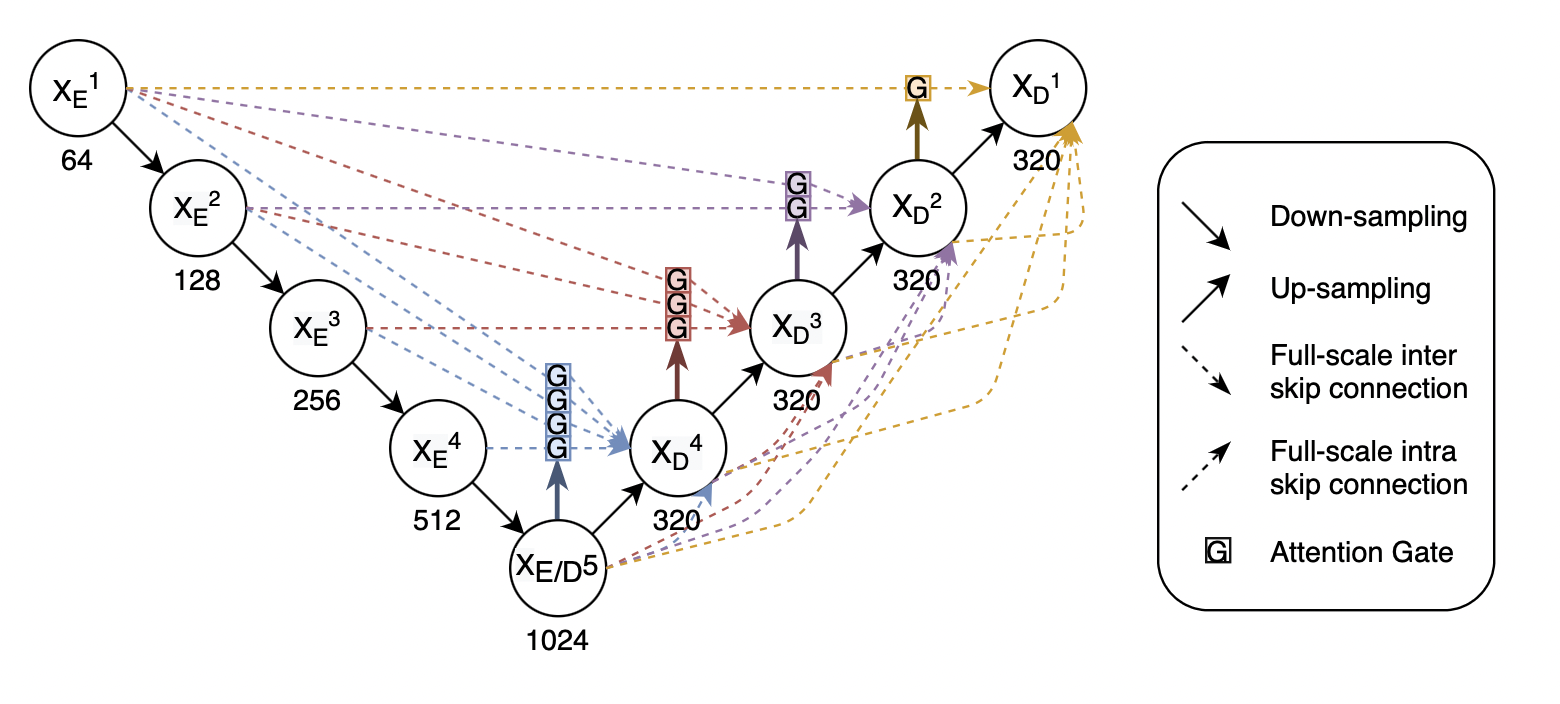 X_E^1
64
X_E^2
128
X_E^3
256
X_E^4
512
X_E/D^5
1024
G
G
G
G
X_D^4
320
G
G
G
X_D^3
320
G
G
X_D^2
320
G
X_D^1
320
Down-sampling
Up-sampling
Full-scale inter
skip connection
Full-scale intra
skip connection
G
Attention Gate